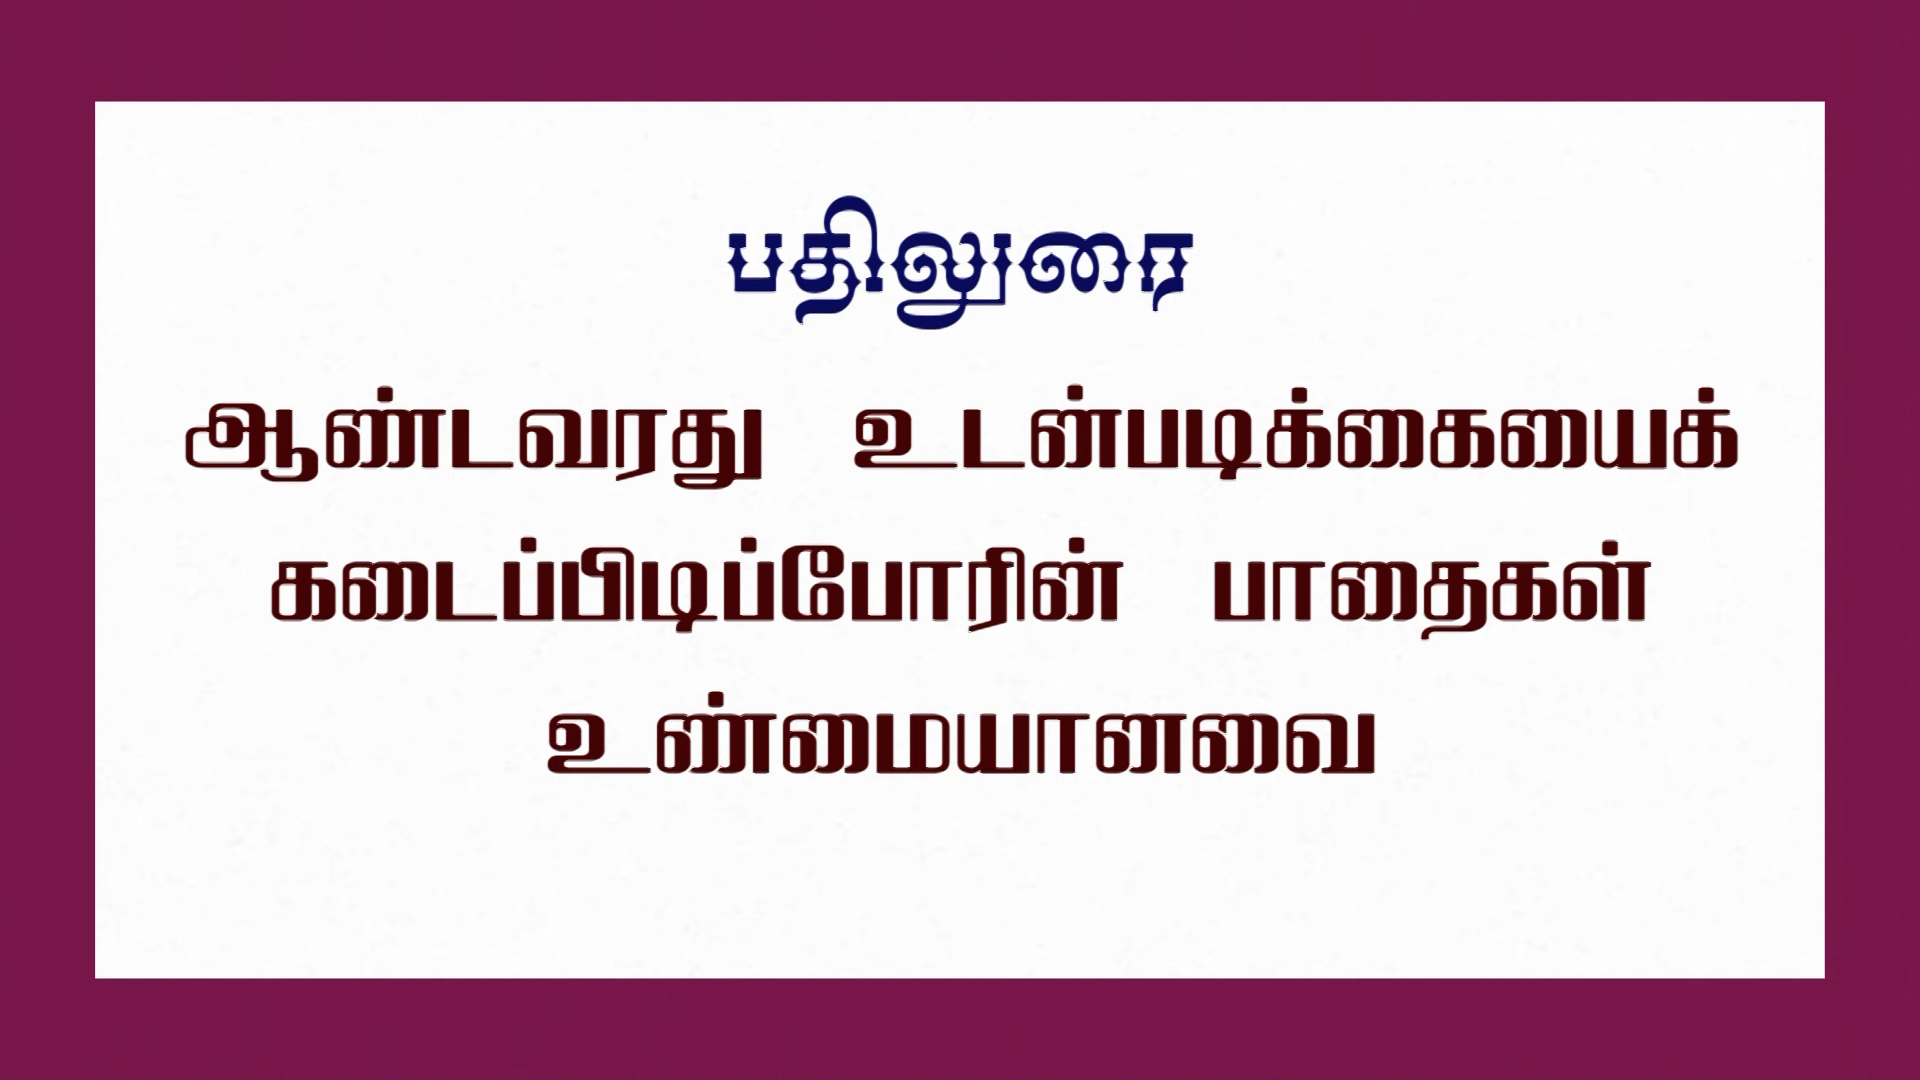 பதிலுரை
ஆண்டவரது உடன்படிக்கையைக்
கடைப்பிடிப்போரின் பாதைகள்
உண்மையானவை